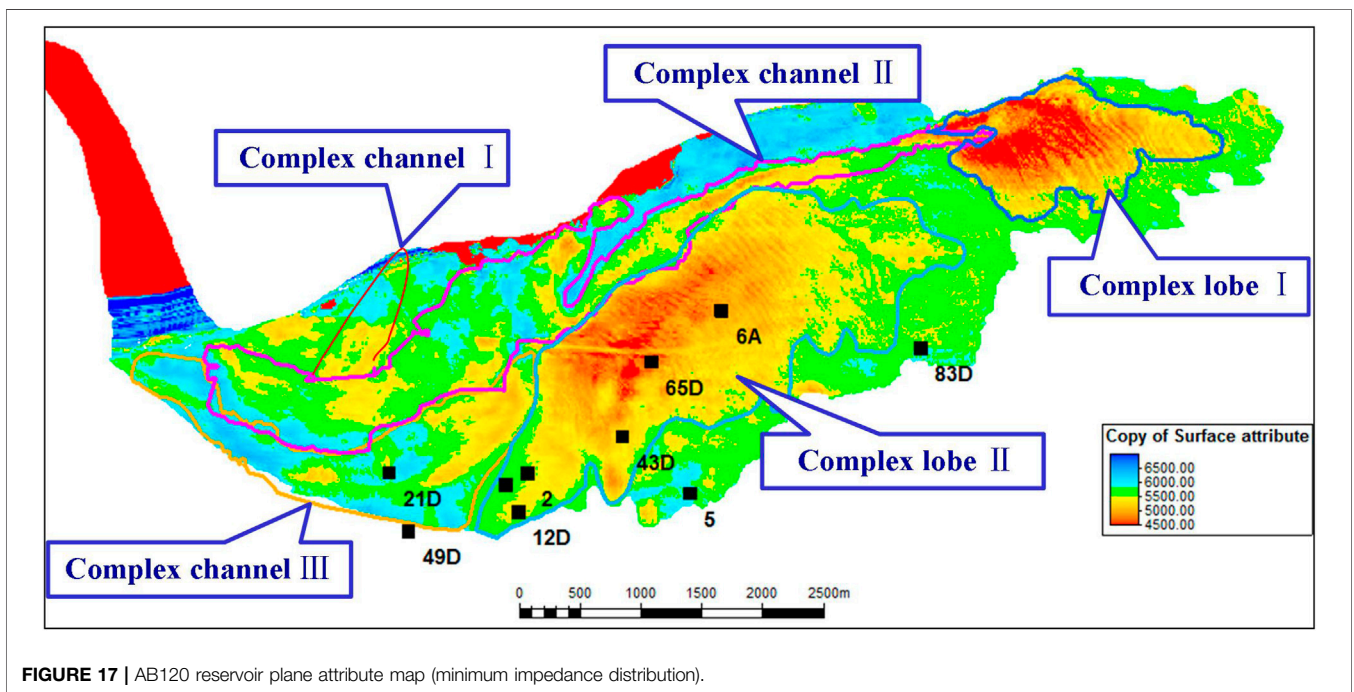 Complex channel Ⅱ
Complex channel Ⅰ
Complex lobe Ⅰ
6A
83D
65D
Copy of Surface attribute
6500.00
6000.00
5500.00
5000.00
4500.00
43D
Complex lobe Ⅱ
21D
2
5
12D
49D
Complex channel Ⅲ
0 500 1000 1500 2000 2500m
FIGURE 17 | AB120 reservoir plane attribute map (minimum impedance distribution).